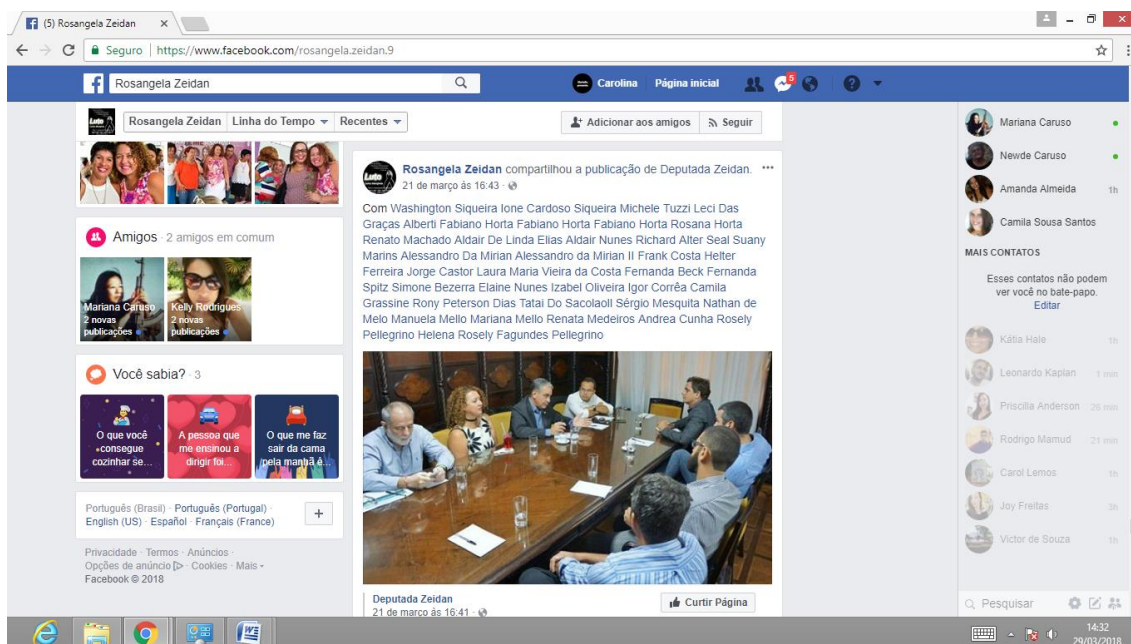 (5) Rosangela Zeidan
Seguro | https://www.facebook.com/rosangela.zeidan.9
Rosangela Zeidan
Carolina
Página inicial
5
Luto
Rosangela Zeidan
Linha do Tempo
Recentes
Adicionar aos amigos
Seguir
Amigos · 2 amigos em comum
Mariana Caruso
2 novas
publicações
Kelly Rodrigues
2 novas
publicações
Você sabia? · 3
O que você
consegue
cozinhar se...
A pessoa que
me ensinou a
dirigir foi...
O que me faz
sair da cama
pela manhã é...
Português (Brasil) · Português (Portugal) ·
English (US) · Español · Français (France)
+
Privacidade · Termos · Anúncios ·
Opções de anúncio · Cookies · Mais
Facebook © 2018
Luto
Rosangela Zeidan compartilhou a publicação de Deputada Zeidan.
21 de março às 16:43
Com Washington Siqueira Ione Cardoso Siqueira Michele Tuzzi Leci Das
Graças Alberti Fabiano Horta Fabiano Horta Fabiano Horta Rosana Horta
Renato Machado Aldair De Linda Elias Aldair Nunes Richard Alter Seal Suany
Marins Alessandro Da Mirian Alessandro da Mirian II Frank Costa Helter
Ferreira Jorge Castor Laura Maria Vieira da Costa Fernanda Beck Fernanda
Spitz Simone Bezerra Elaine Nunes Izabel Oliveira Igor Corrêa Camila
Grassine Rony Peterson Dias Tatai Do Sacolaoll Sérgio Mesquita Nathan de
Melo Manuela Mello Mariana Mello Renata Medeiros Andrea Cunha Rosely
Pellegrino Helena Rosely Fagundes Pellegrino
Deputada Zeidan
21 de março às 16:41
Curtir Página
Mariana Caruso
Newde Caruso
Amanda Almeida 1h
Camila Sousa Santos
MAIS CONTATOS
Esses contatos não podem
ver você no bate-papo.
Editar
Kátia Hale 1h
Leonardo Kaplan 1 min
Priscilla Anderson 26 min
Rodrigo Mamud 21 min
Carol Lemos 1h
Joy Freitas 3h
Victor de Souza 1h
Pesquisar
14:32
29/03/2018